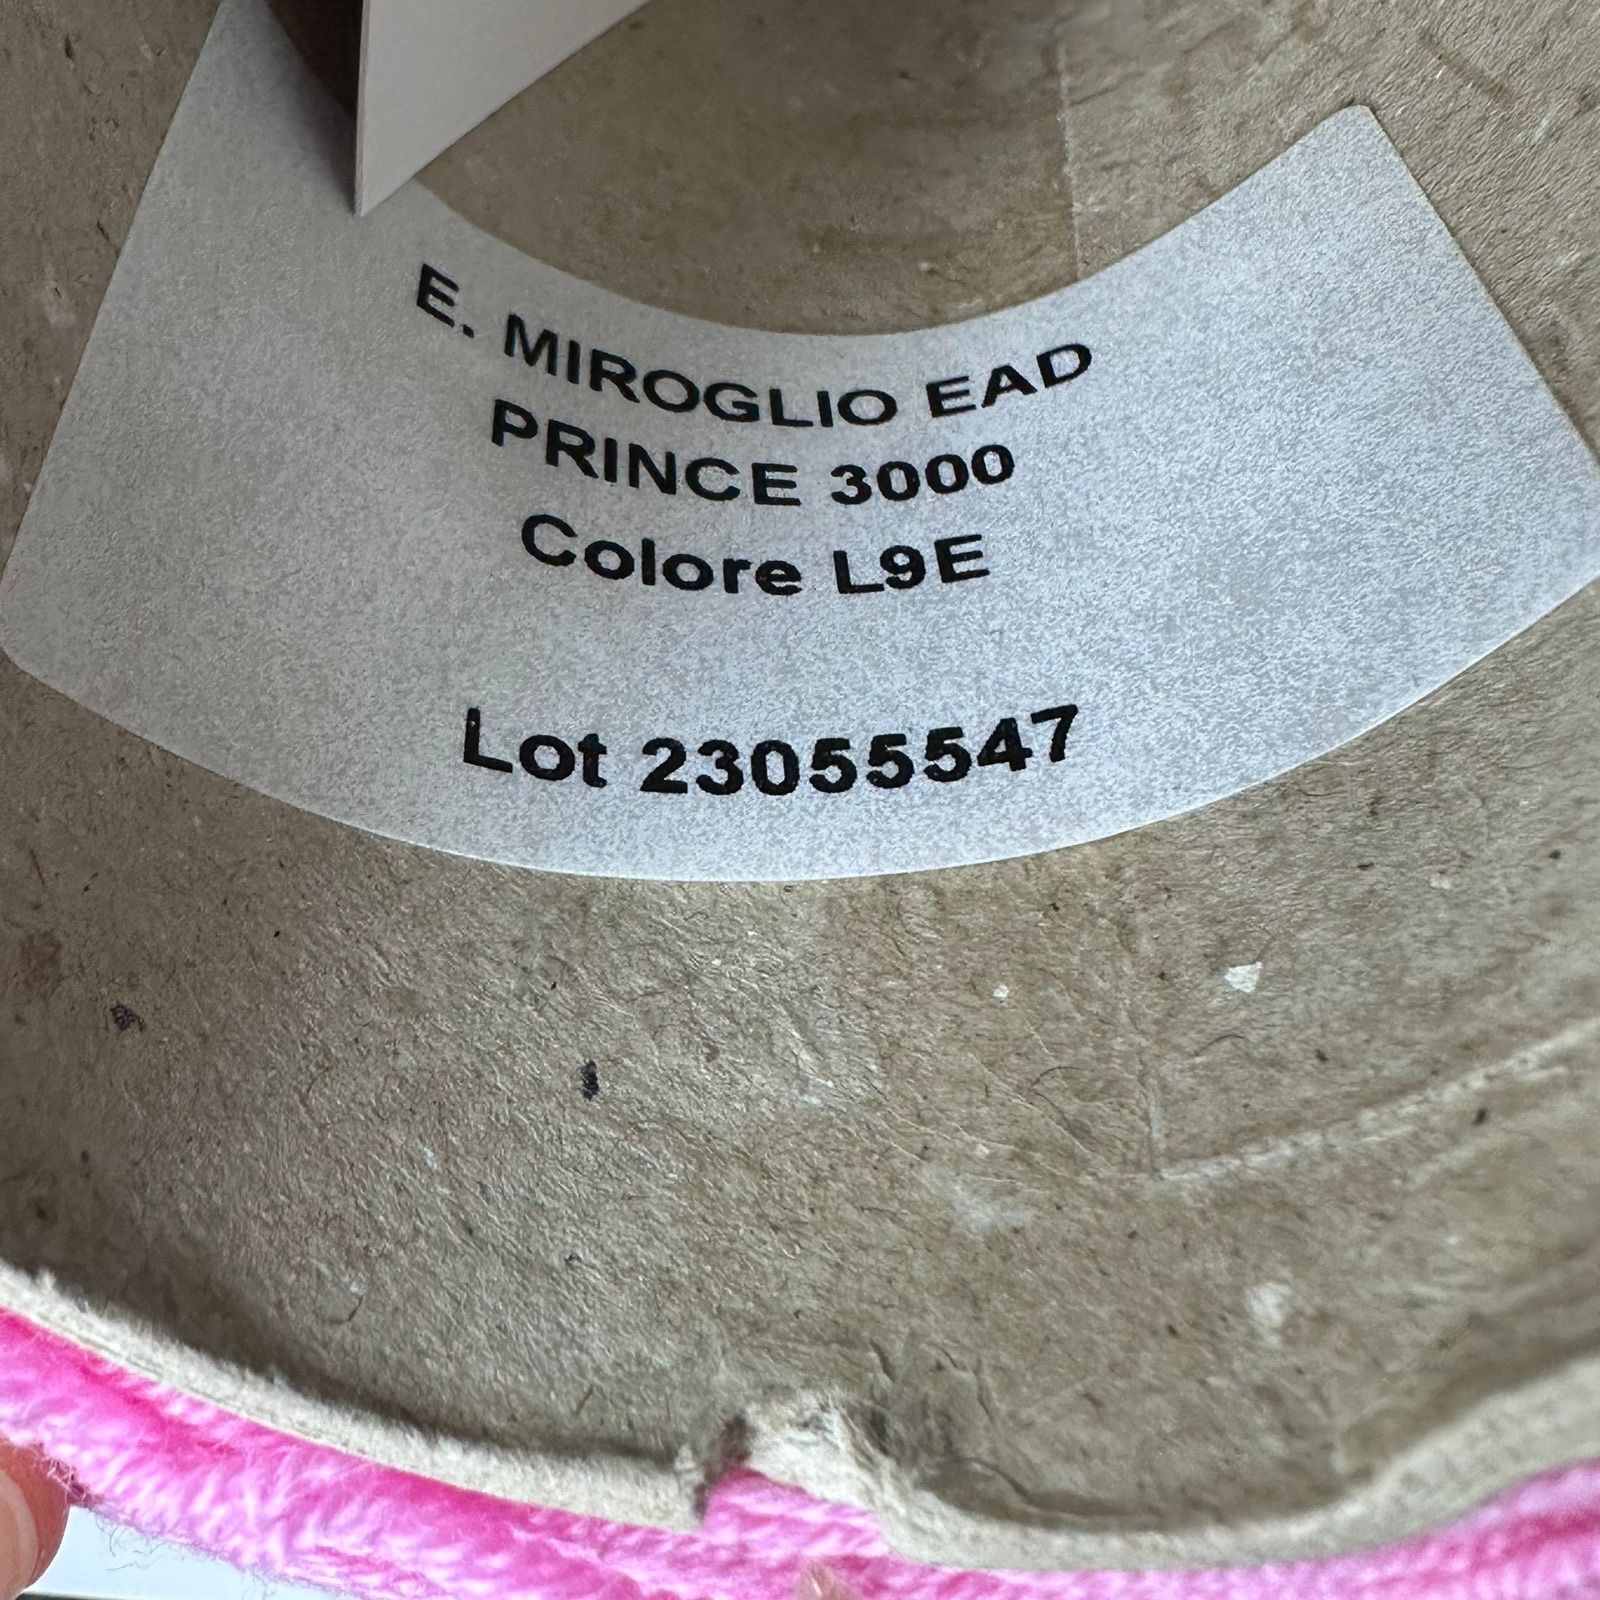 E. MIROGLIO EAD
PRINCE 3000
Colore L9E
Lot 23055547